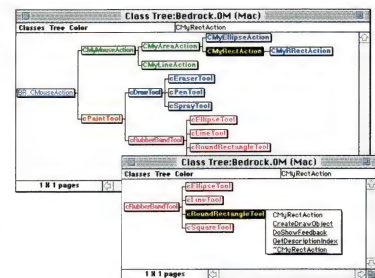 Class Tree:Bedrock.OM (Mac)
Classes Tree Color
CMyRectAction
CMyEllipseAction
CMyAreaAction
CMyRectAction
CMyRRectAction
CMyMouseAction
CMyLineAction
BR_CMouseAction
cEraserTool
cDrawTool
cPenTool
cSprayTool
cPaintTool
cEllipseTool
cLineTool
cRubberBandTool
cRoundRectangleTool
1 X 1 pages
Class Tree:Bedrock.OM (Mac)
Classes Tree Color
CMyRectAction
cEllipseTool
cLineTool
cRubberBandTool
cRoundRectangleTool
cSquareTool
CMyRectAction
CreateDrawObject
DoShowFeedback
GetDescriptionIndex
~CMyRectAction
1 X 1 pages